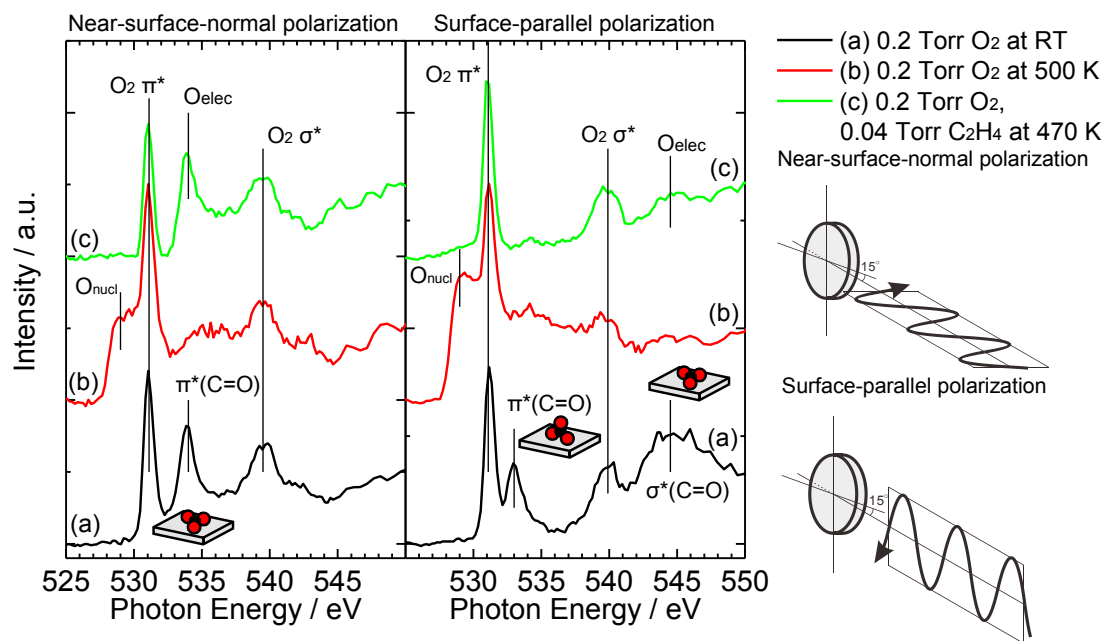 Near-surface-normal polarization
Surface-parallel polarization
(a) 0.2 Torr O2 at RT
(b) 0.2 Torr O2 at 500 K
(c) 0.2 Torr O2,
0.04 Torr C2H4 at 470 K
Intensity / a.u.
O2 π*
Oelec
O2 σ*
(c)
Onucl
π*(C=O)
(b)
(a)
525 530 535 540 545
Photon Energy / eV
O2 π*
O2 σ*
Oelec
(c)
Onucl
(b)
π*(C=O)
(a)
σ*(C=O)
530 535 540 545 550
Photon Energy / eV
Near-surface-normal polarization
15°
Surface-parallel polarization
15°